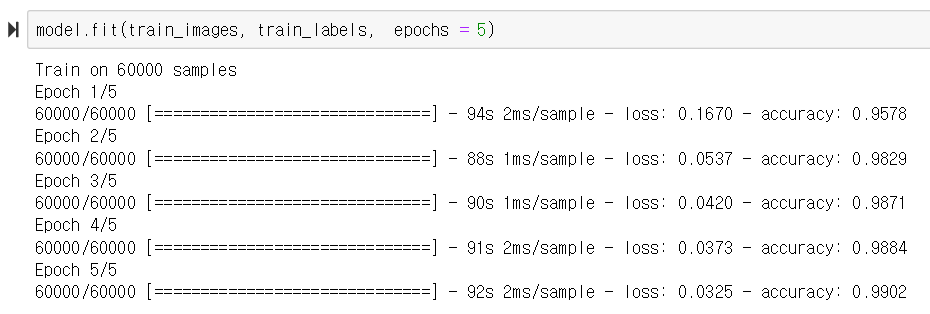 model.fit(train_images, train_labels,  epochs = 5)
Train on 60000 samples
Epoch 1/5
60000/60000 [==============================] - 94s 2ms/sample - loss: 0.1670 - accuracy: 0.9578
Epoch 2/5
60000/60000 [==============================] - 88s 1ms/sample - loss: 0.0537 - accuracy: 0.9829
Epoch 3/5
60000/60000 [==============================] - 90s 1ms/sample - loss: 0.0420 - accuracy: 0.9871
Epoch 4/5
60000/60000 [==============================] - 91s 2ms/sample - loss: 0.0373 - accuracy: 0.9884
Epoch 5/5
60000/60000 [==============================] - 92s 2ms/sample - loss: 0.0325 - accuracy: 0.9902